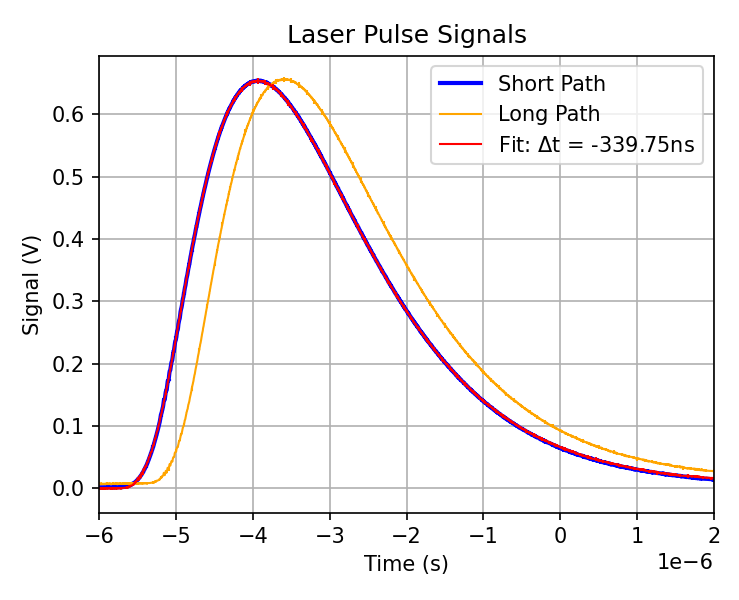 Laser Pulse Signals
Short Path
Long Path
Fit: Δt = -339.75ns
Signal (V)
0.6
0.5
0.4
0.3
0.2
0.1
0.0
−6 −5 −4 −3 −2 −1 0 1 2
Time (s)
1e−6